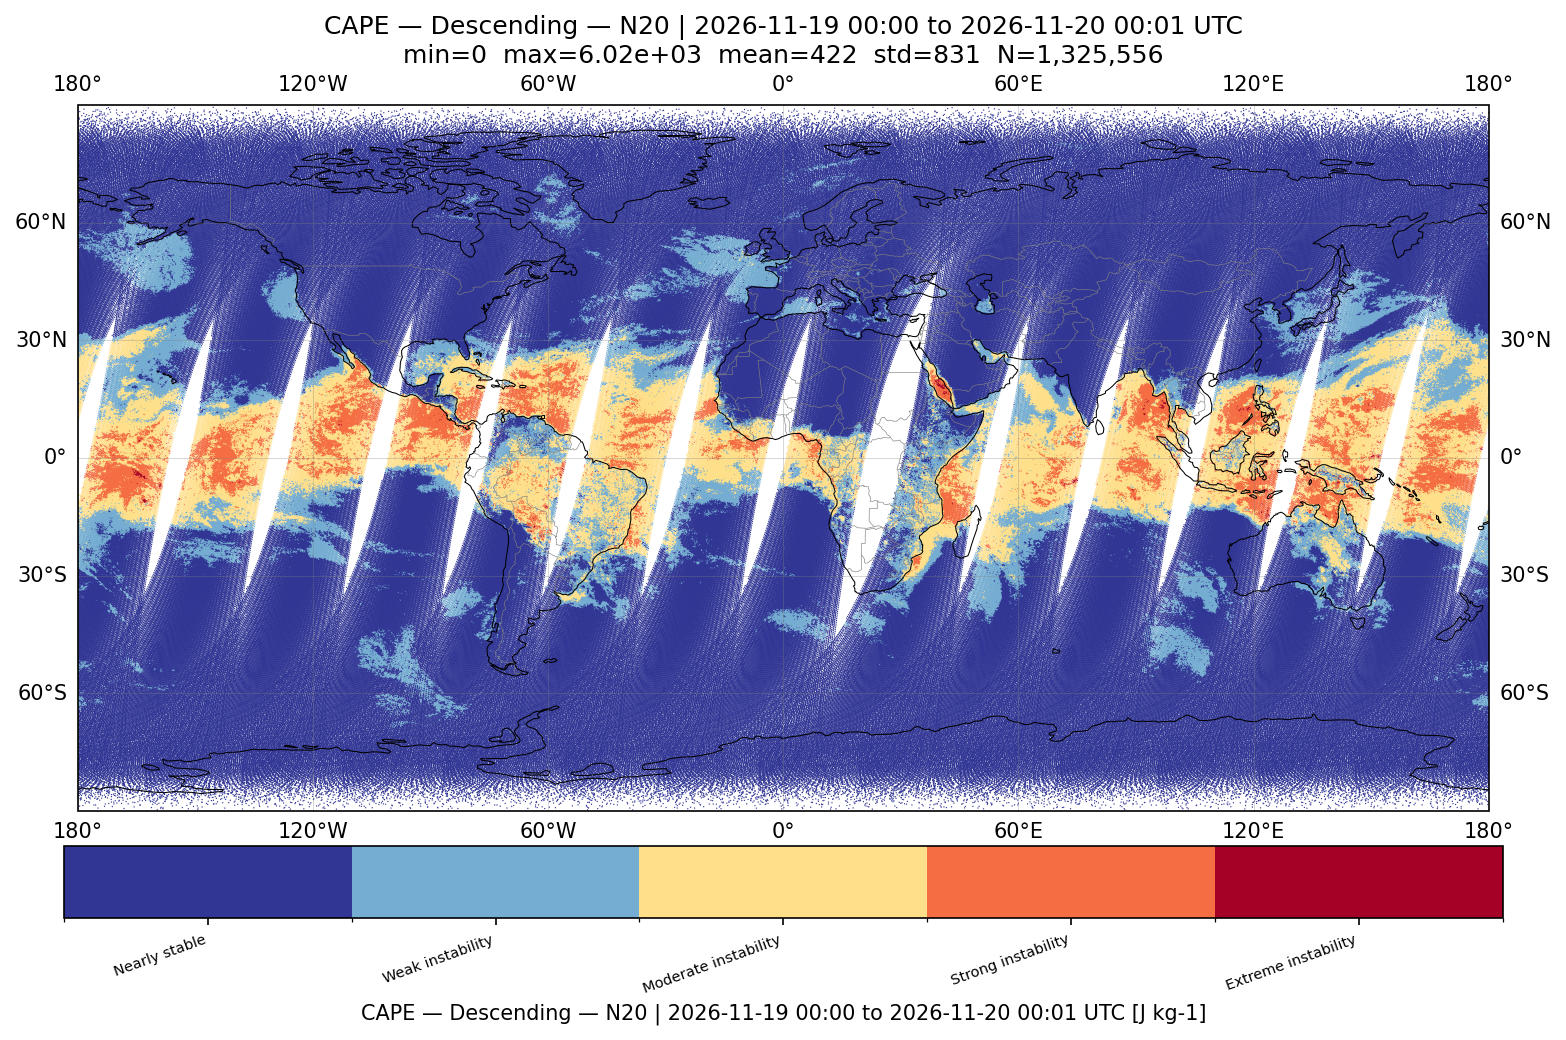 CAPE — Descending — N20 | 2026-11-19 00:00 to 2026-11-20 00:01 UTC
min=0 max=6.02e+03 mean=422 std=831 N=1,325,556
180° 120°W 60°W 0° 60°E 120°E 180°
60°N 60°N
30°N 30°N
0° 0°
30°S 30°S
60°S 60°S
180° 120°W 60°W 0° 60°E 120°E 180°
Nearly stable Weak instability Moderate instability Strong instability Extreme instability
CAPE — Descending — N20 | 2026-11-19 00:00 to 2026-11-20 00:01 UTC [J kg-1]